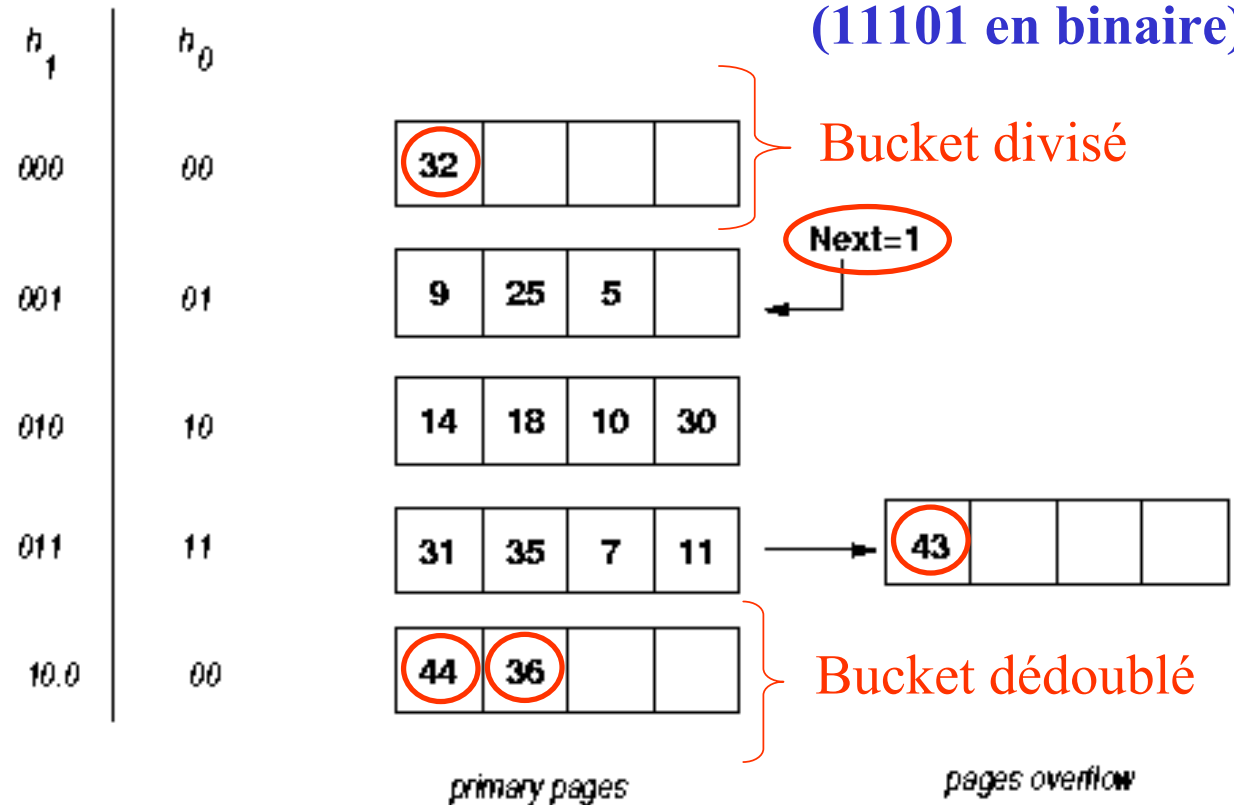 (11101 en binaire)
h1 h0
000 00 32 Bucket divisé
Next=1
001 01 9 25 5
010 10 14 18 10 30
011 11 31 35 7 11 43
10.0 00 44 36 Bucket dédoublé
primary pages pages overflow